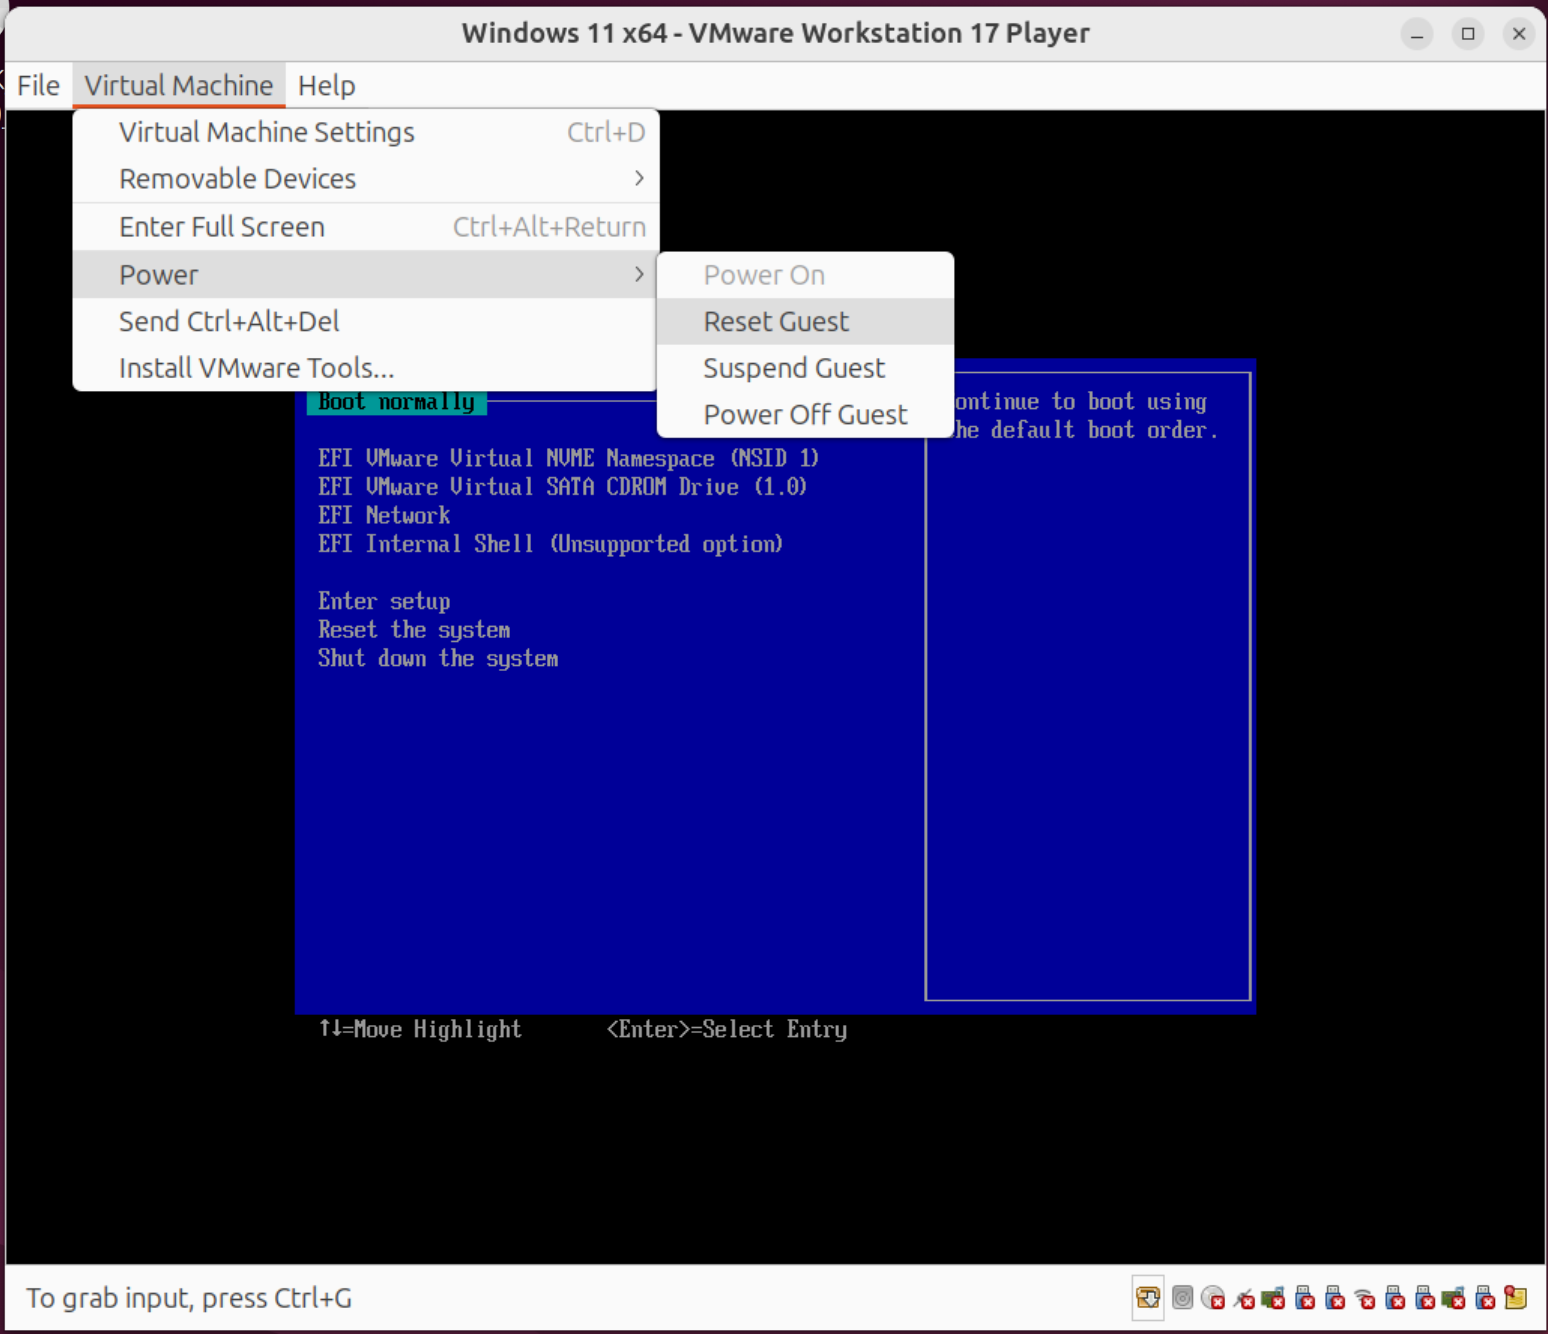 Windows 11 x64 - VMware Workstation 17 Player
File Virtual Machine Help
Virtual Machine Settings Ctrl+D
Removable Devices
Enter Full Screen Ctrl+Alt+Return
Power
Send Ctrl+Alt+Del
Install VMware Tools...
Power On
Reset Guest
Suspend Guest
Power Off Guest
Boot normally
EFI VMware Virtual NVME Namespace (NSID 1)
EFI VMware Virtual SATA CDROM Drive (1.0)
EFI Network
EFI Internal Shell (Unsupported option)
Enter setup
Reset the system
Shut down the system
ontinue to boot using
he default boot order.
↑↓=Move Highlight <Enter>=Select Entry
To grab input, press Ctrl+G